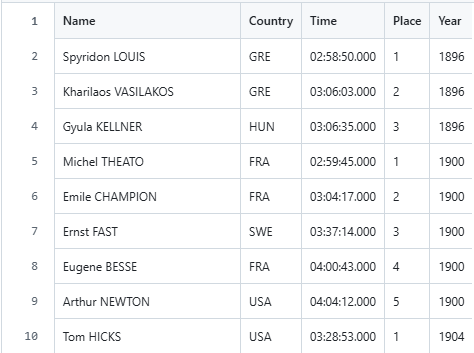 1 Name Country Time Place Year
2 Spyridon LOUIS GRE 02:58:50.000 1 1896
3 Kharilaos VASILAKOS GRE 03:06:03.000 2 1896
4 Gyula KELLNER HUN 03:06:35.000 3 1896
5 Michel THEATO FRA 02:59:45.000 1 1900
6 Emile CHAMPION FRA 03:04:17.000 2 1900
7 Ernst FAST SWE 03:37:14.000 3 1900
8 Eugene BESSE FRA 04:00:43.000 4 1900
9 Arthur NEWTON USA 04:04:12.000 5 1900
10 Tom HICKS USA 03:28:53.000 1 1904